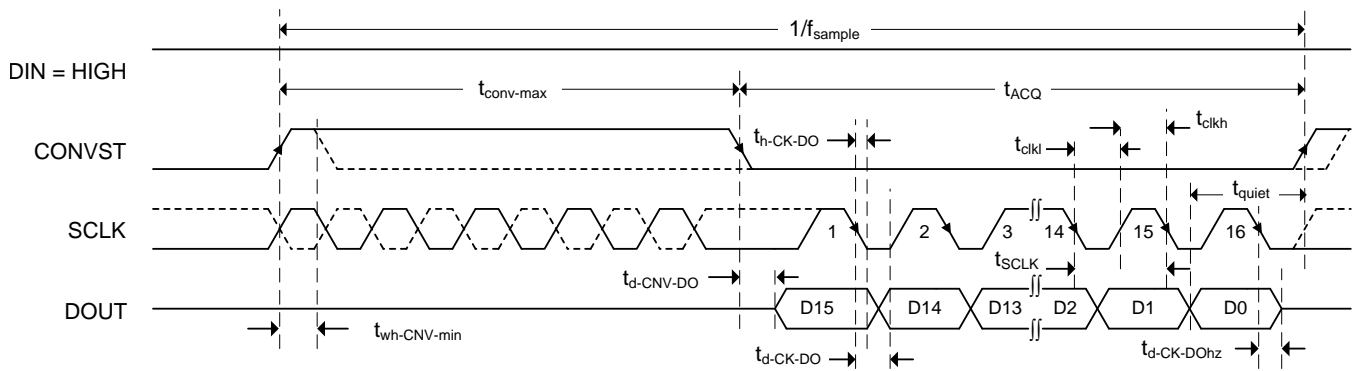 1/fsample
DIN = HIGH
tconv-max
tACQ
tclkh
th-CK-DO
tclkl
CONVST
tquiet
SCLK
1 2 3 14 15 16
tSCLK
td-CNV-DO
DOUT
D15 D14 D13 D2 D1 D0
twh-CNV-min
td-CK-DO
td-CK-DOhz